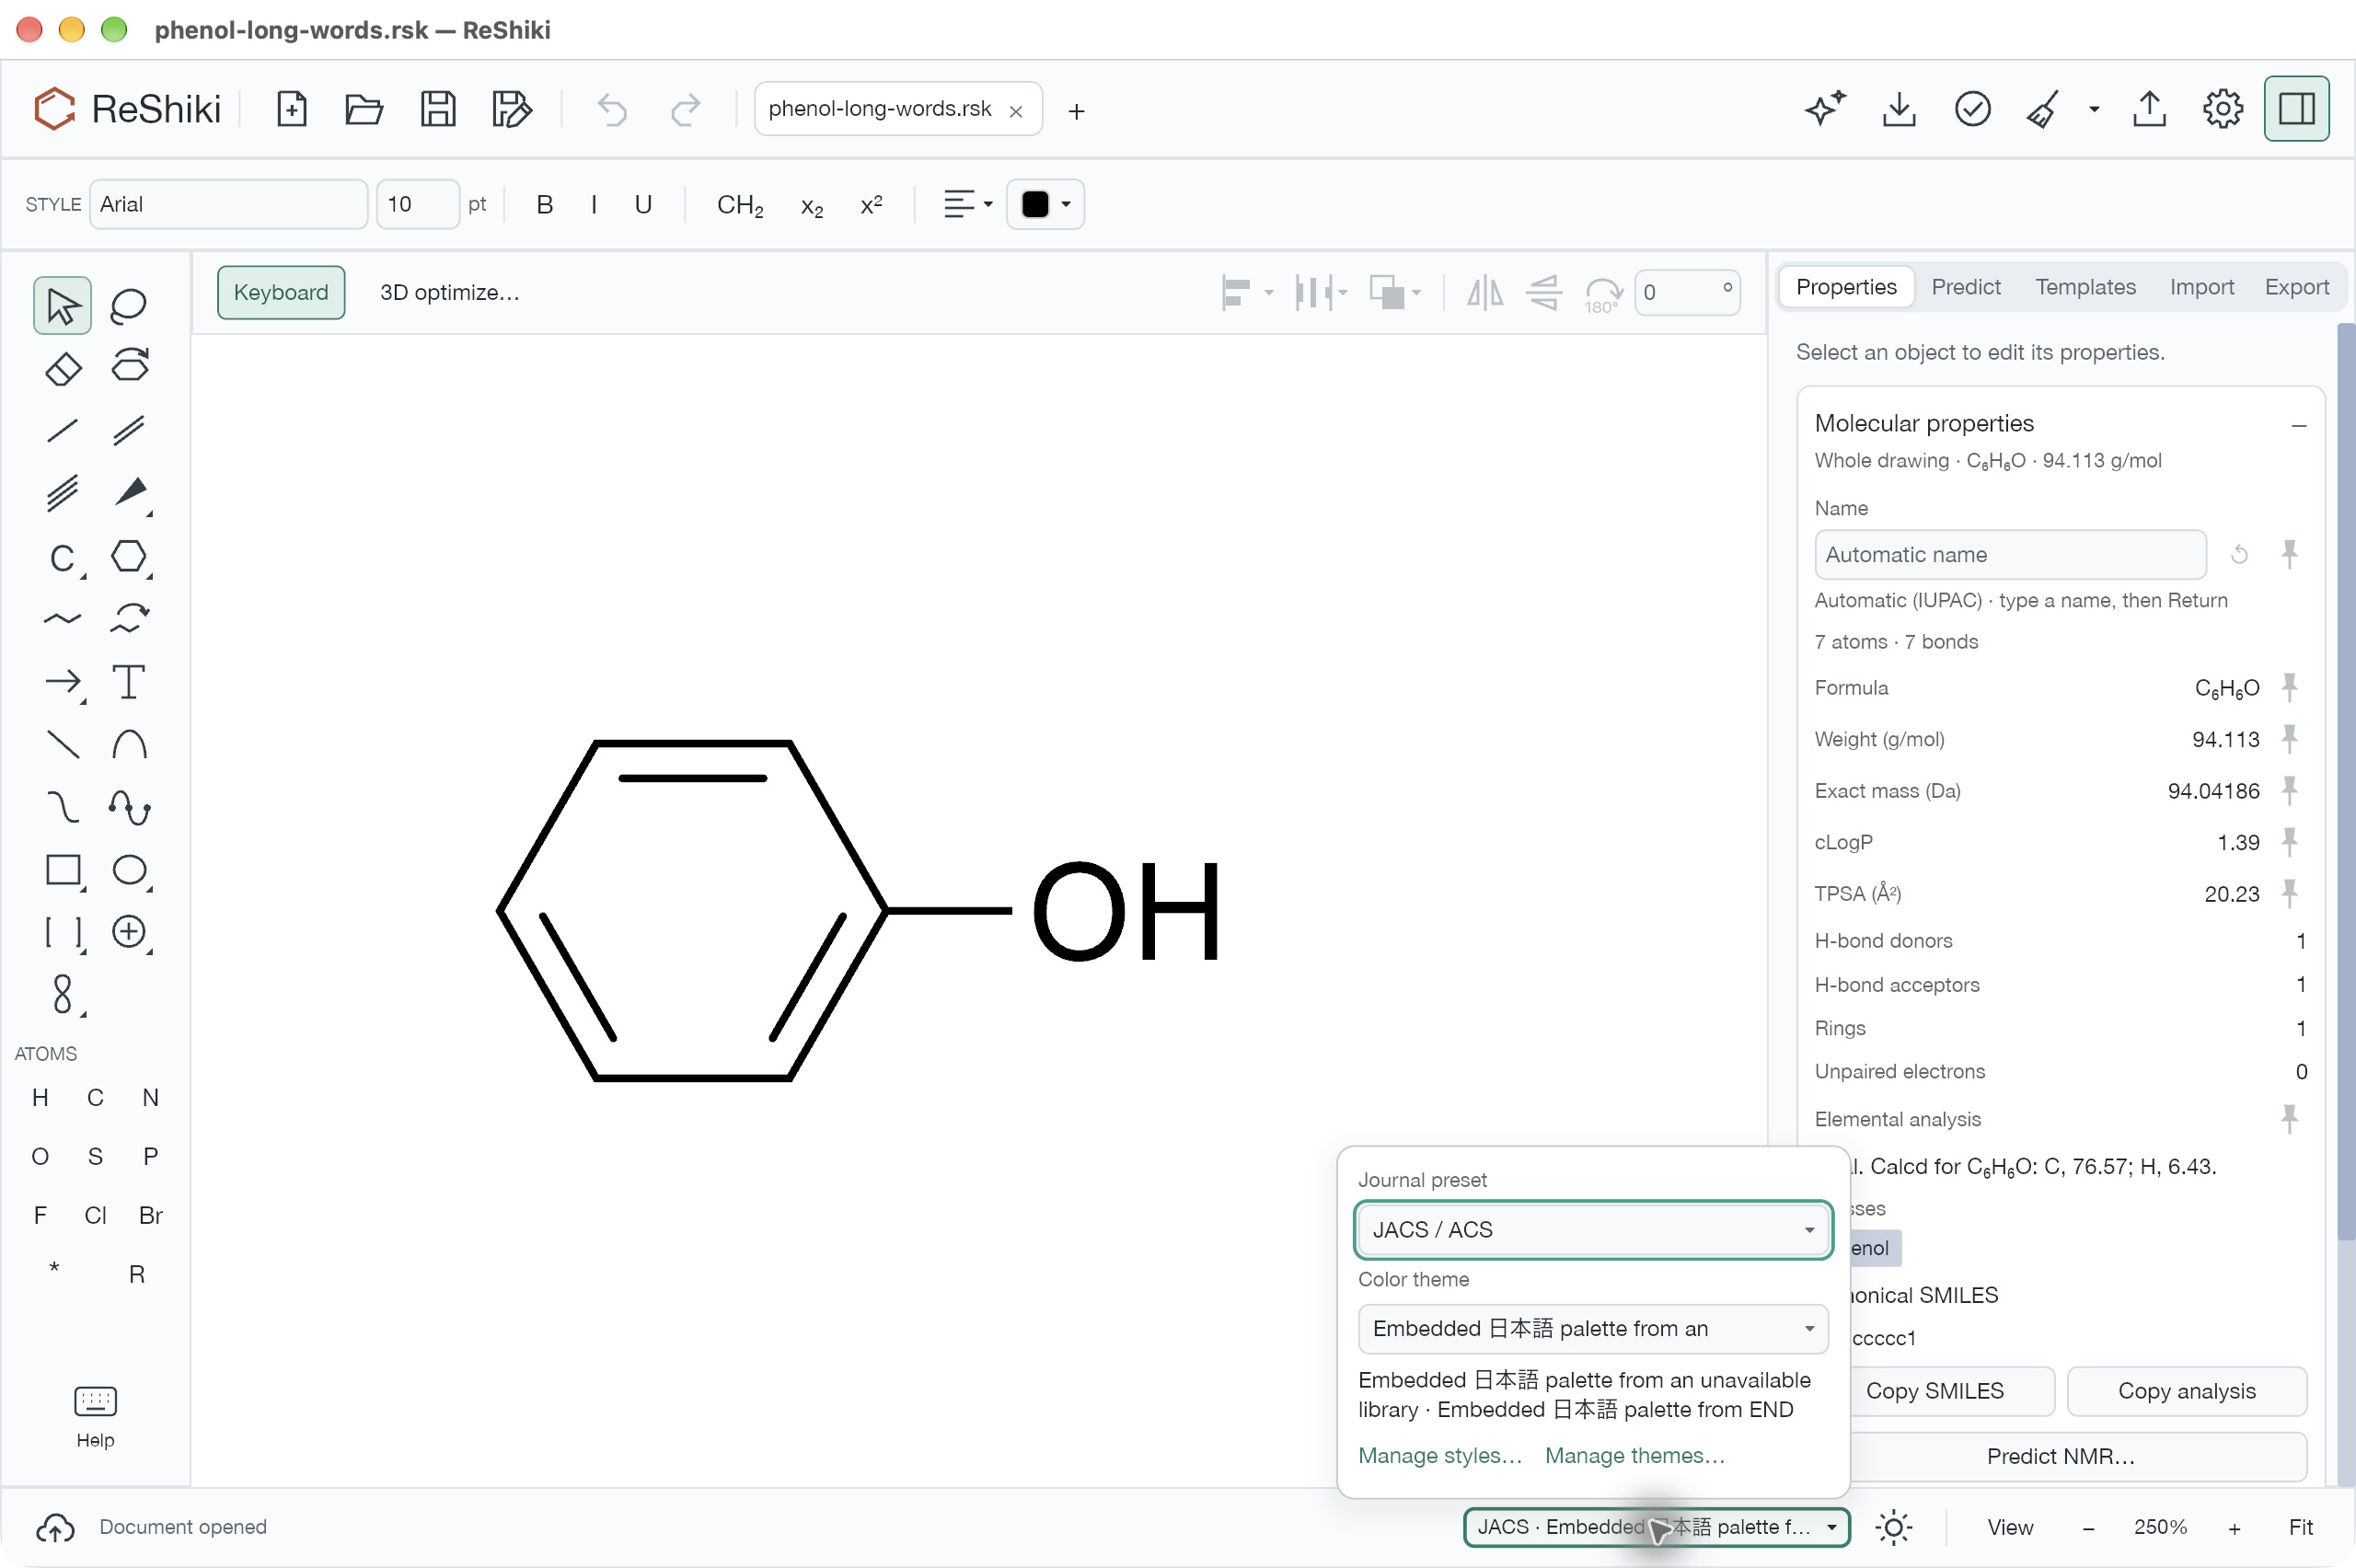 phenol-long-words.rsk — ReShiki
ReShiki
phenol-long-words.rsk ×
+
STYLE Arial 10 pt B I U CH₂ x₂ x²
Keyboard 3D optimize...
180° 0 °
Properties Predict Templates Import Export
Select an object to edit its properties.
Molecular properties –
Whole drawing · C₆H₆O · 94.113 g/mol
Name
Automatic name
Automatic (IUPAC) · type a name, then Return
7 atoms · 7 bonds
Formula C₆H₆O
Weight (g/mol) 94.113
Exact mass (Da) 94.04186
cLogP 1.39
TPSA (Å²) 20.23
H-bond donors 1
H-bond acceptors 1
Rings 1
Unpaired electrons 0
Elemental analysis
l. Calcd for C₆H₆O: C, 76.57; H, 6.43.
sses
enol
onical SMILES
ccccc1
Copy SMILES Copy analysis
Predict NMR...
C
T
[ ]
ATOMS
H C N
O S P
F Cl Br
* R
Help
OH
Journal preset
JACS / ACS
Color theme
Embedded 日本語 palette from an
Embedded 日本語 palette from an unavailable
library · Embedded 日本語 palette from END
Manage styles... Manage themes...
Document opened
JACS · Embedded 本語 palette f...
View – 250% + Fit